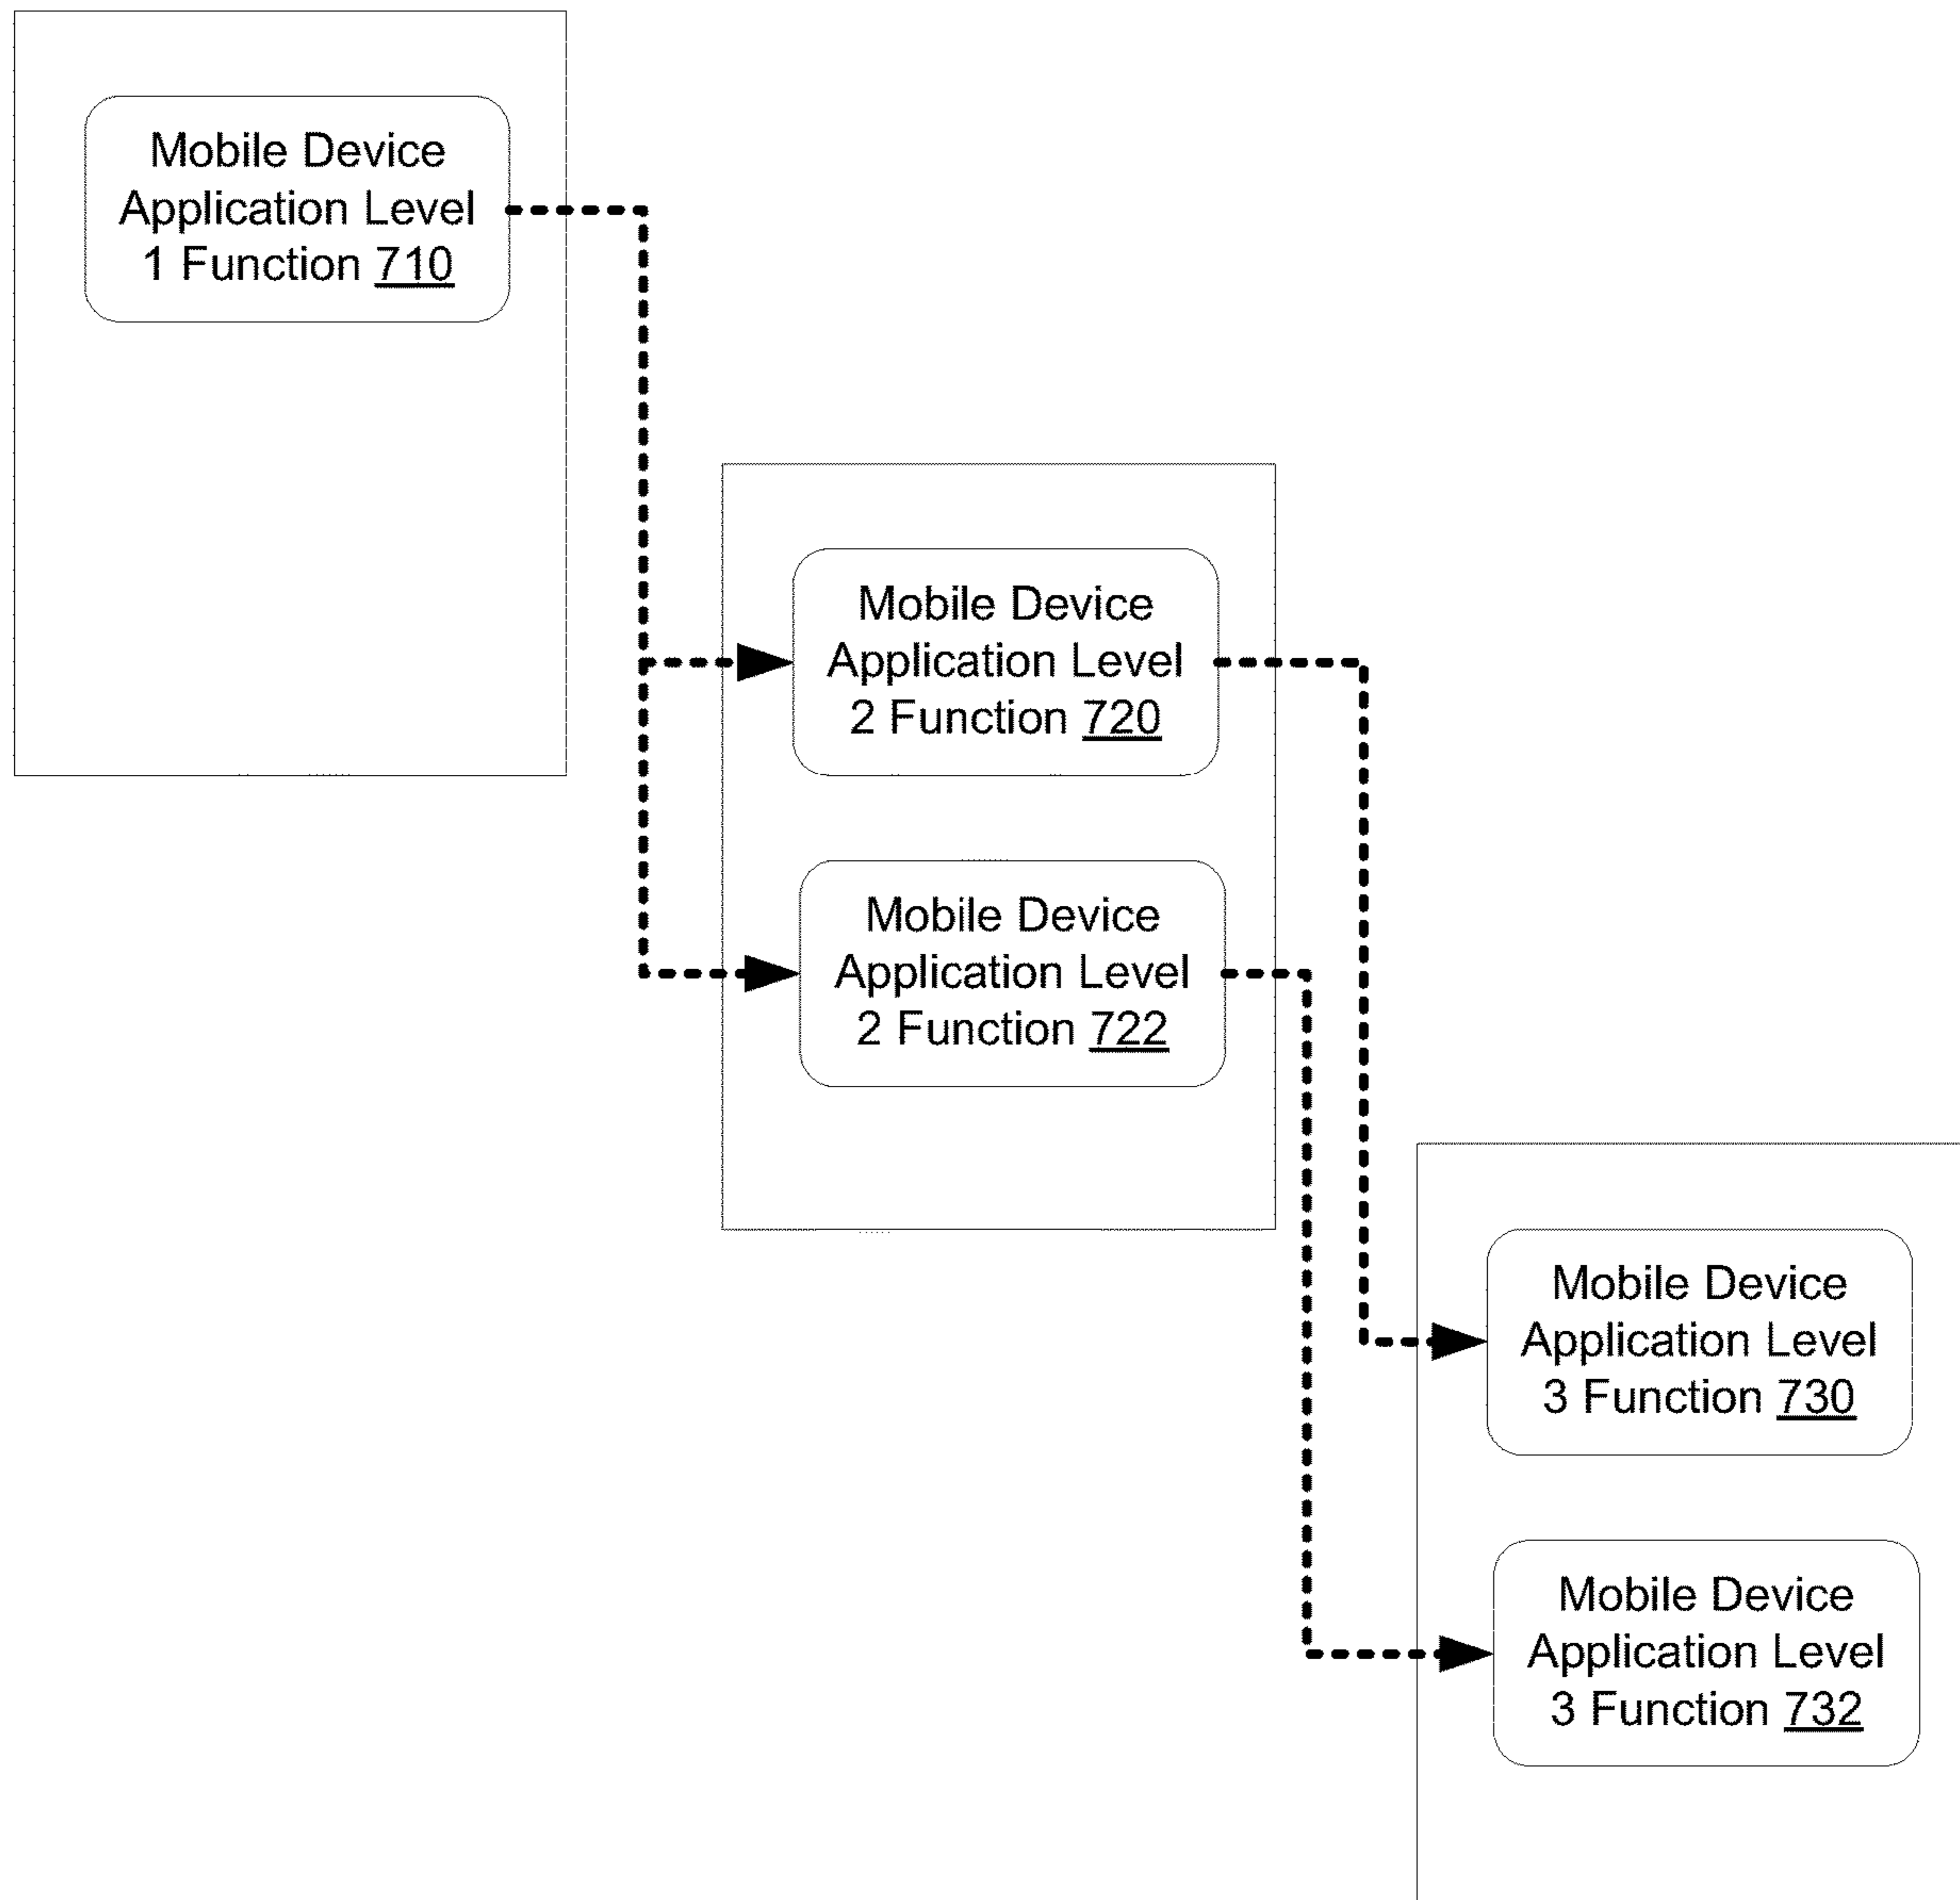 Mobile Device
Application Level
1 Function 710
Mobile Device
Application Level
2 Function 720
Mobile Device
Application Level
2 Function 722
Mobile Device
Application Level
3 Function 730
Mobile Device
Application Level
3 Function 732